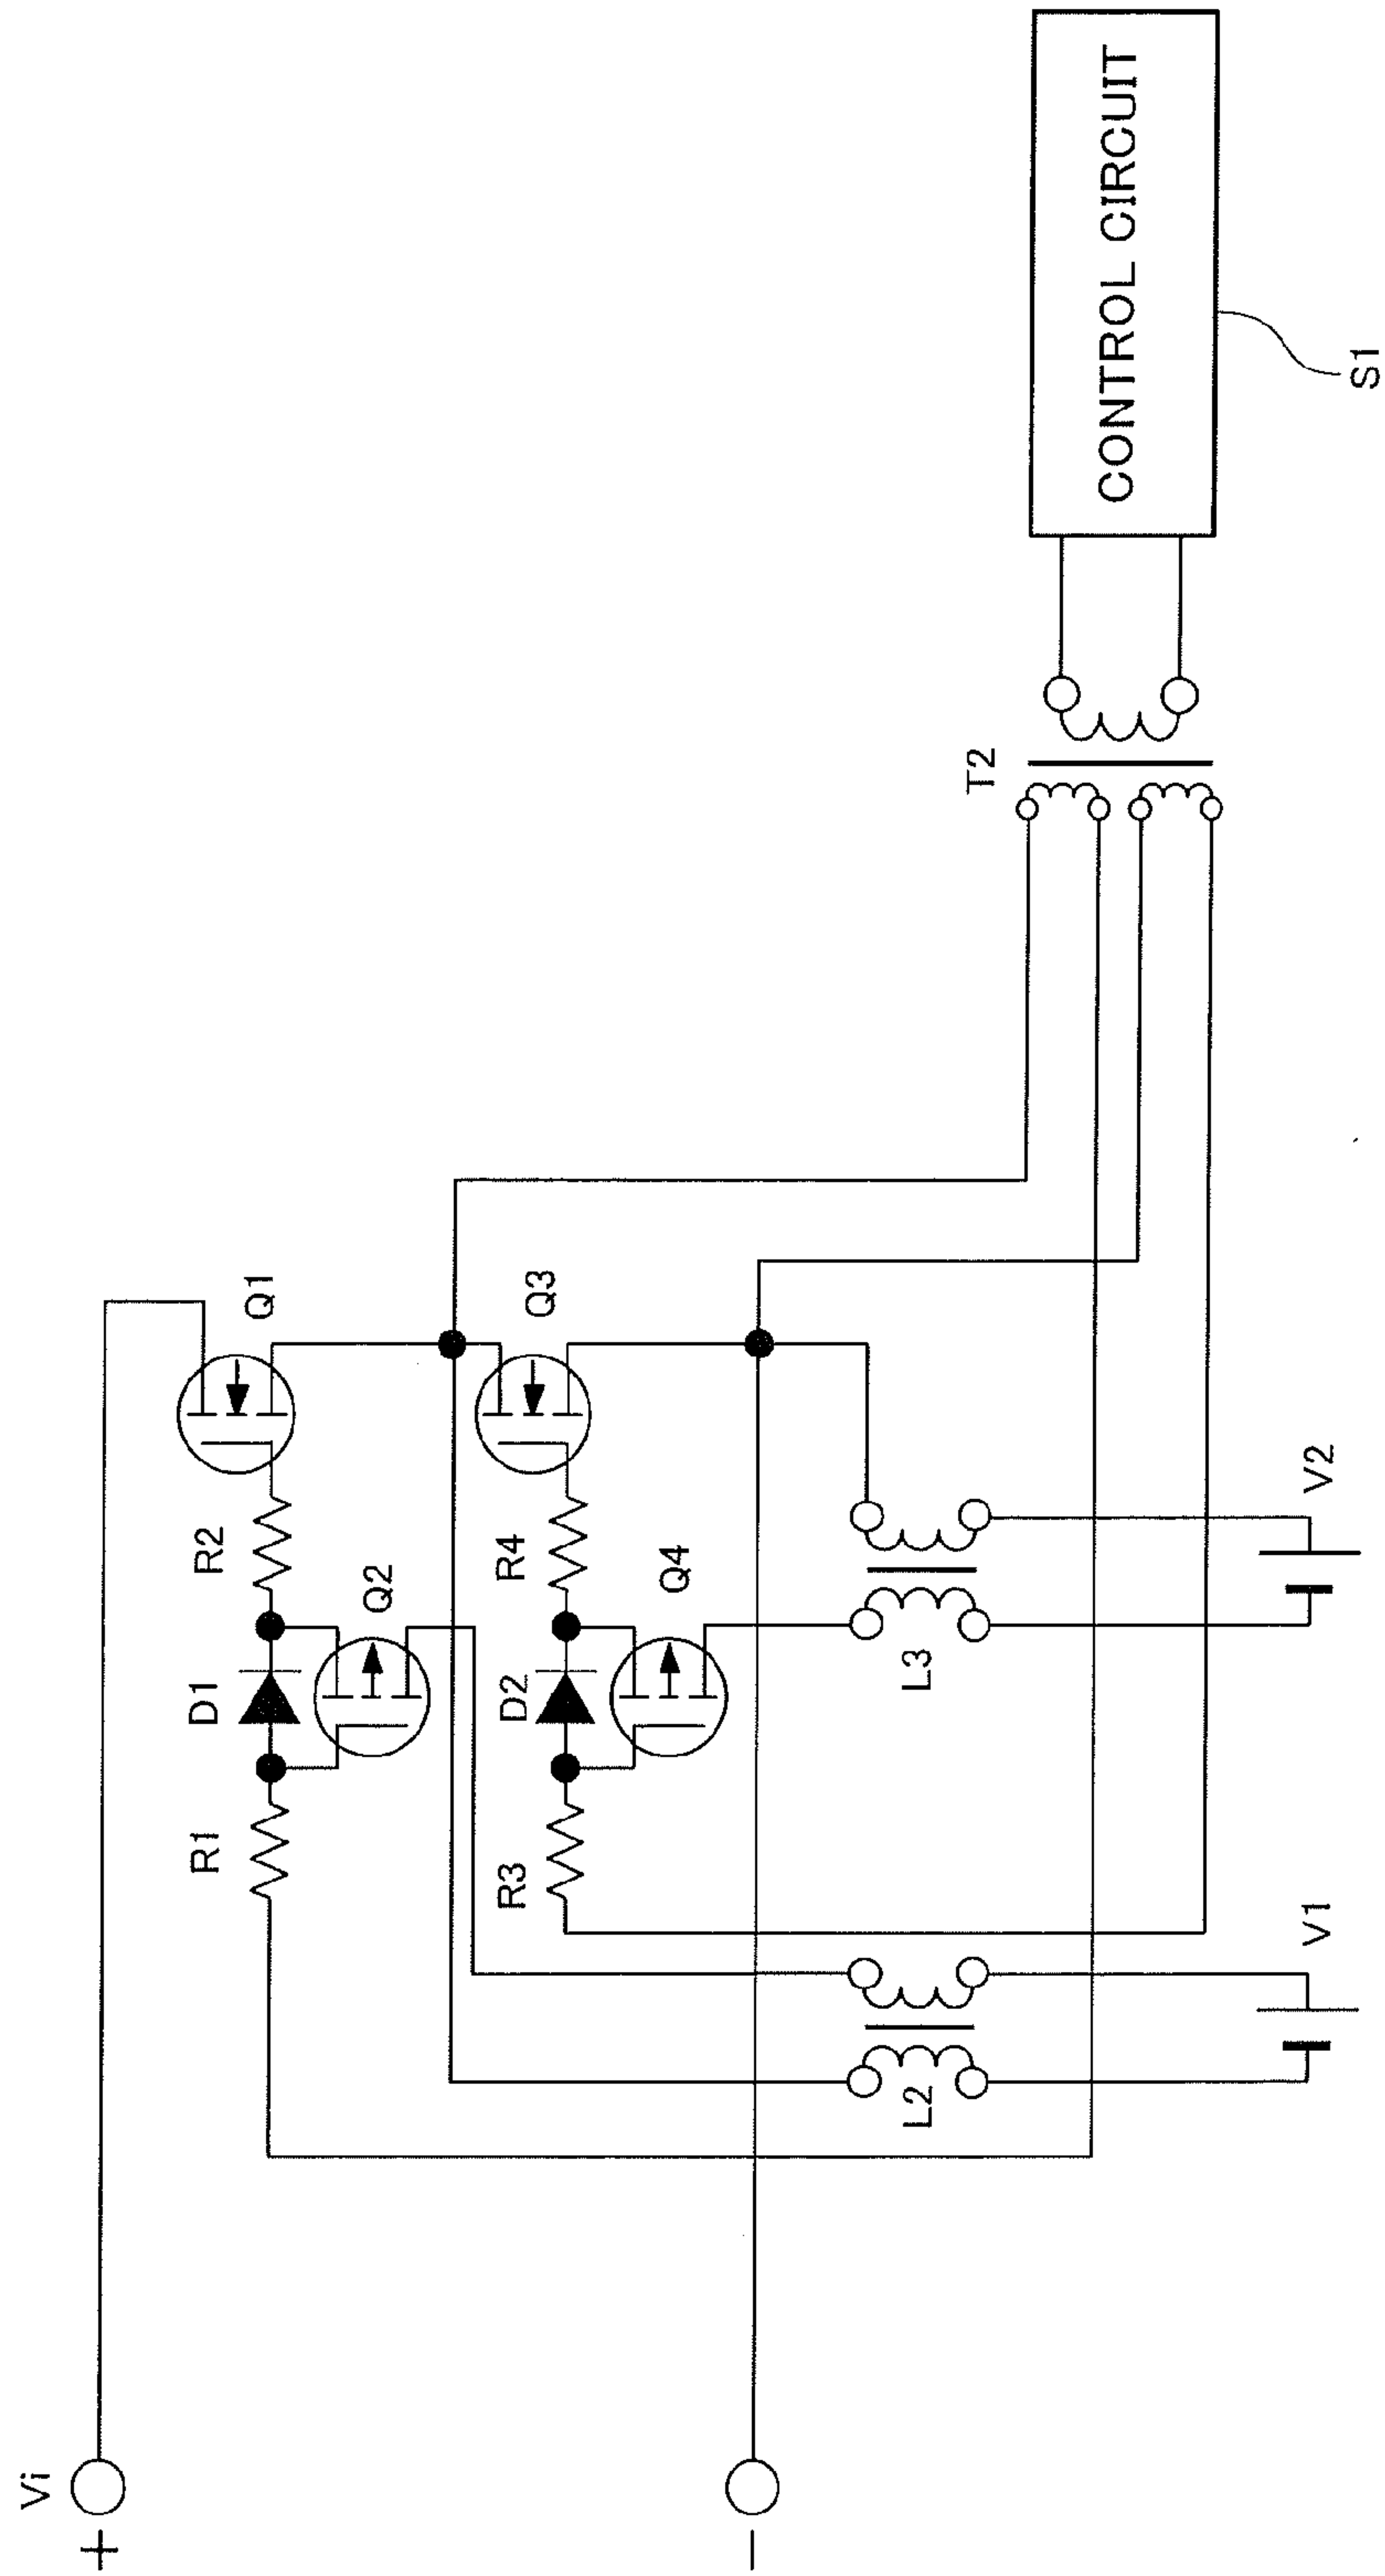 Vi
+
−
R1
D1
R2
Q1
Q2
R3
D2
R4
Q3
Q4
L2
L3
V1
V2
T2
CONTROL CIRCUIT
S1